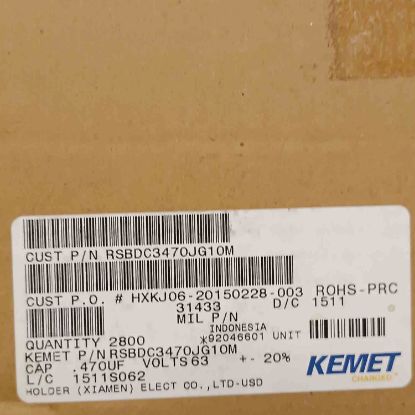 CUST P/N RSBDC3470JG10M
CUST P.O. # HXKJ06-20150228-003 ROHS-PRC
31433 D/C 1511
MIL P/N
INDONESIA
QUANTITY 2800 *92046601 UNIT
KEMET P/N RSBDC3470JG10M
CAP .470UF VOLTS 63 +- 20%
L/C 1511S062
HOLDER (XIAMEN) ELECT CO.,LTD-USD
KEMET
CHARGED.